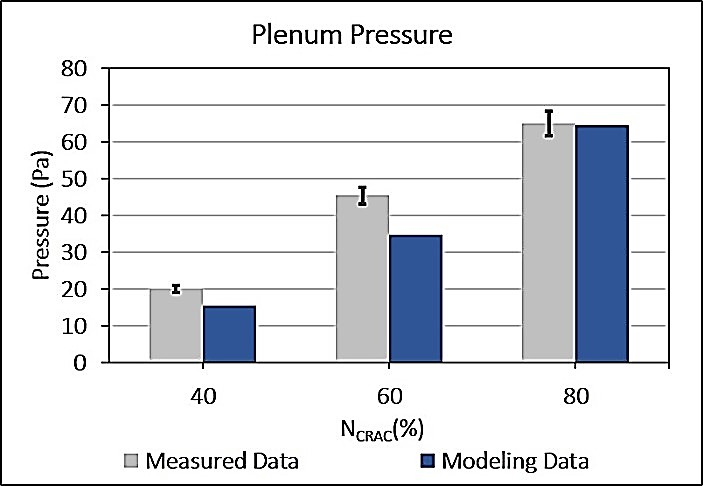 Plenum Pressure
80
70
60
50
40
30
20
10
0
Pressure (Pa)
40 60 80
NCRAC(%)
Measured Data Modeling Data